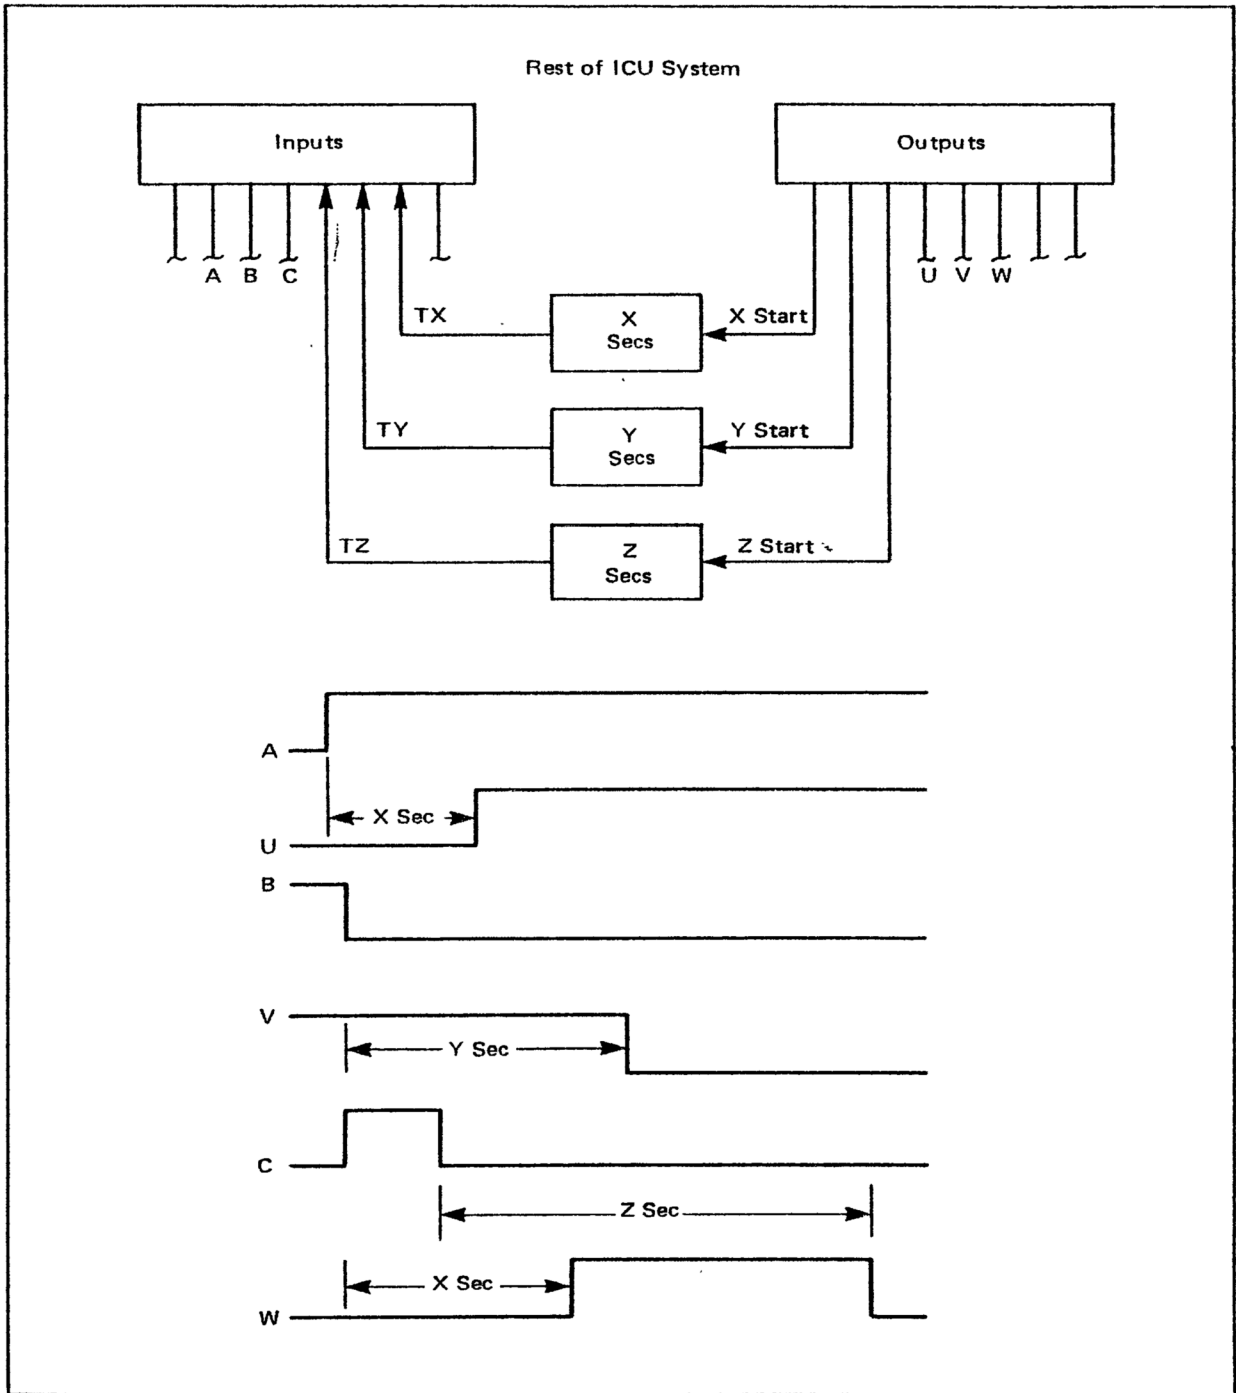 Rest of ICU System
Inputs
Outputs
A B C
U V W
TX
X
Secs
X Start
TY
Y
Secs
Y Start
TZ
Z
Secs
Z Start
A
X Sec
U
B
V
Y Sec
C
Z Sec
X Sec
W